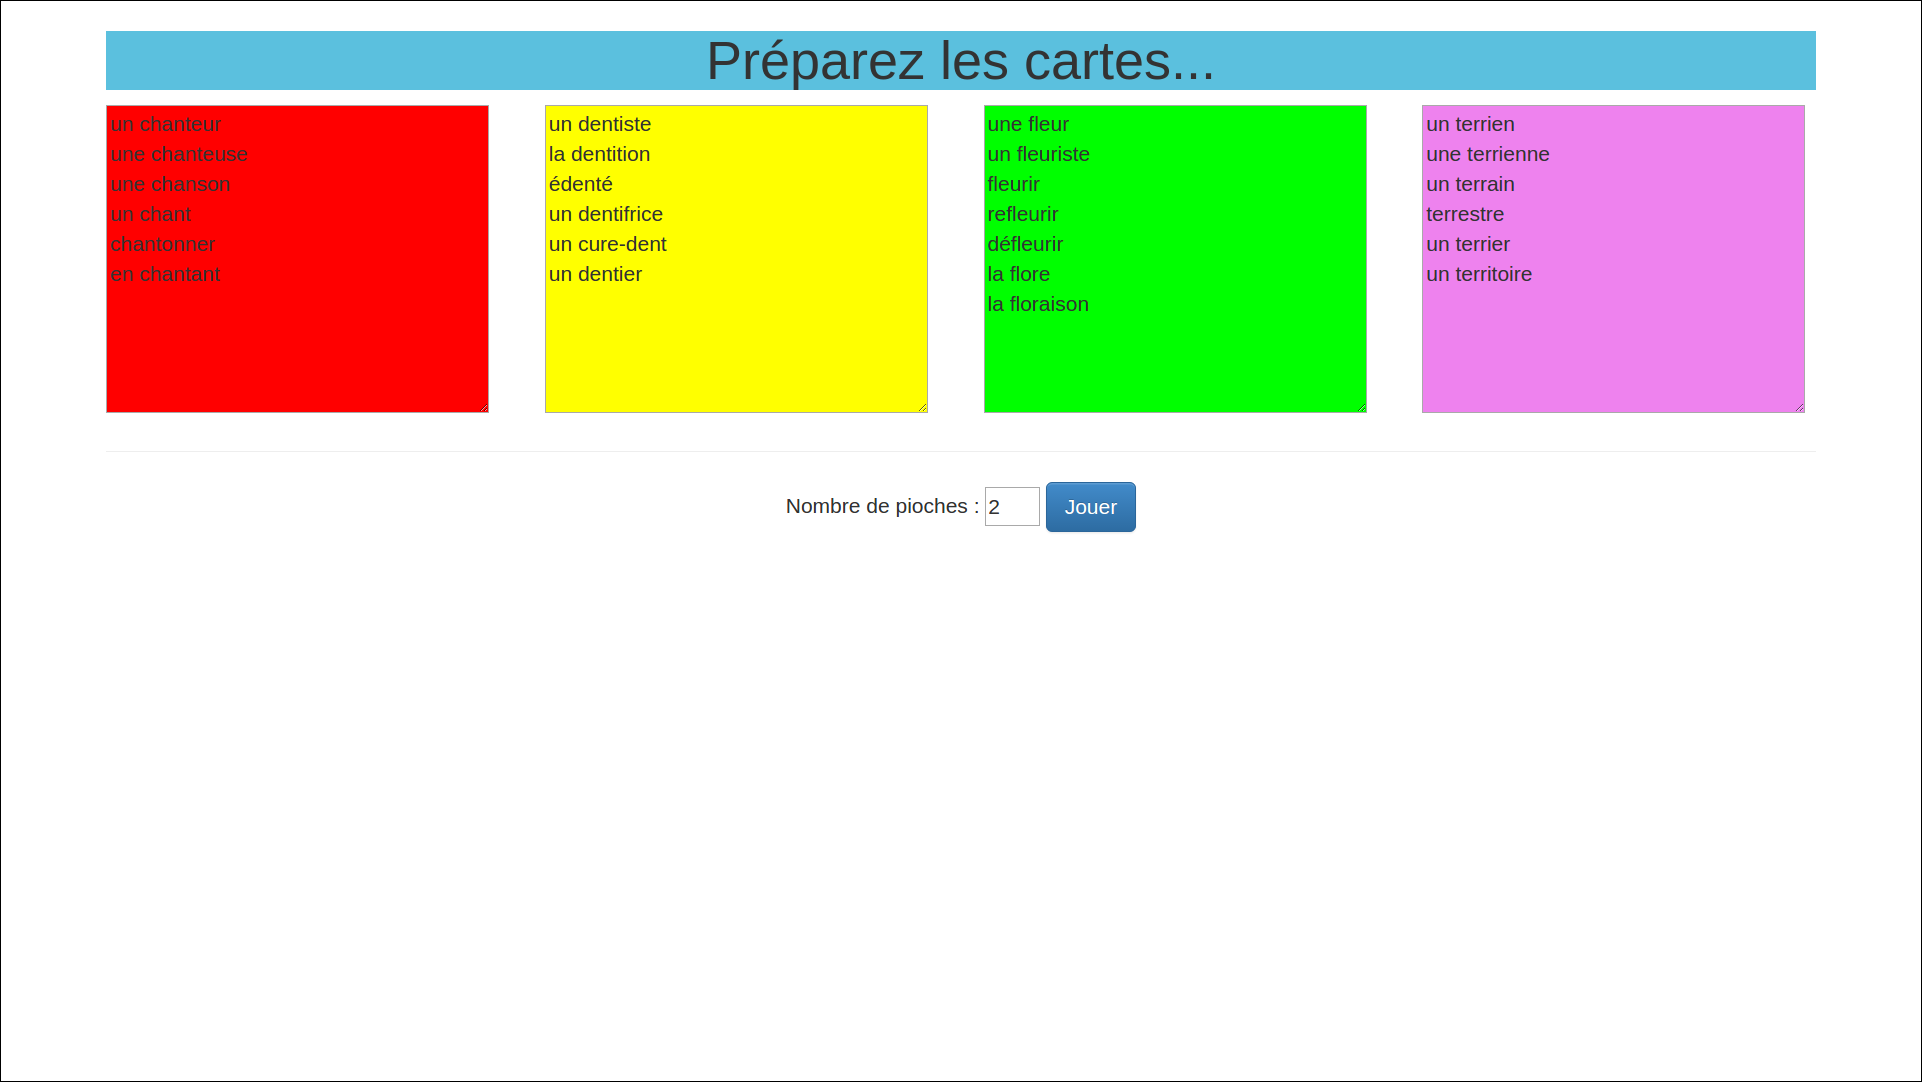 Préparez les cartes...
un chanteur
une chanteuse
une chanson
un chant
chantonner
en chantant
un dentiste
la dentition
édenté
un dentifrice
un cure-dent
un dentier
une fleur
un fleuriste
fleurir
refleurir
défleurir
la flore
la floraison
un terrien
une terrienne
un terrain
terrestre
un terrier
un territoire
Nombre de pioches : 2 Jouer